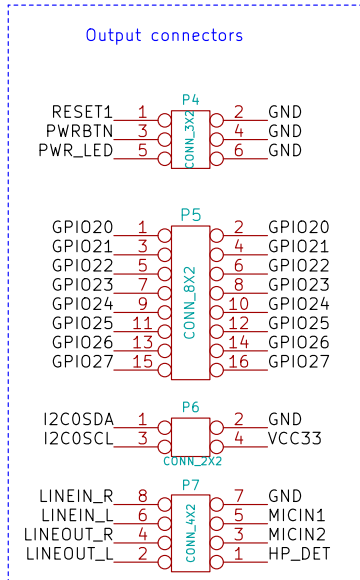 Output connectors
P4
RESET1 1 2 GND
PWRBTN 3 4 GND
PWR_LED 5 6 GND
CONN_3X2
P5
GPIO20 1 2 GPIO20
GPIO21 3 4 GPIO21
GPIO22 5 6 GPIO22
GPIO23 7 8 GPIO23
GPIO24 9 10 GPIO24
GPIO25 11 12 GPIO25
GPIO26 13 14 GPIO26
GPIO27 15 16 GPIO27
CONN_8X2
P6
I2C0SDA 1 2 GND
I2C0SCL 3 4 VCC33
CONN_2X2
P7
LINEIN_R 8 7 GND
LINEIN_L 6 5 MICIN1
LINEOUT_R 4 3 MICIN2
LINEOUT_L 2 1 HP_DET
CONN_4X2